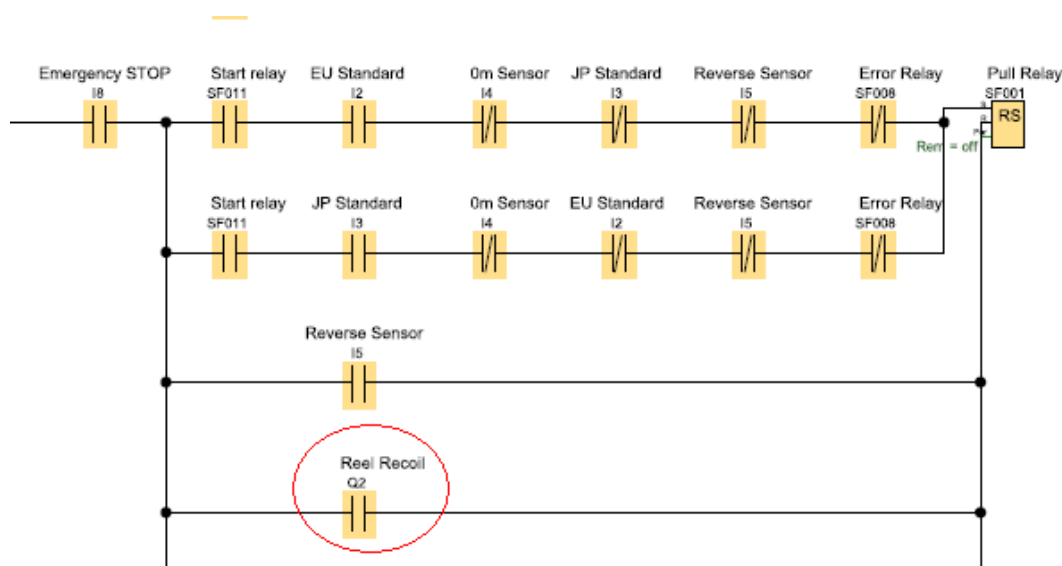 Emergency STOP Start relay EU Standard 0m Sensor JP Standard Reverse Sensor Error Relay Pull Relay
I8 SF011 I2 I4 I3 I5 SF008 SF001
S
R RS
Rem = off
Start relay JP Standard 0m Sensor EU Standard Reverse Sensor Error Relay
SF011 I3 I4 I2 I5 SF008
Reverse Sensor
I5
Reel Recoil
Q2